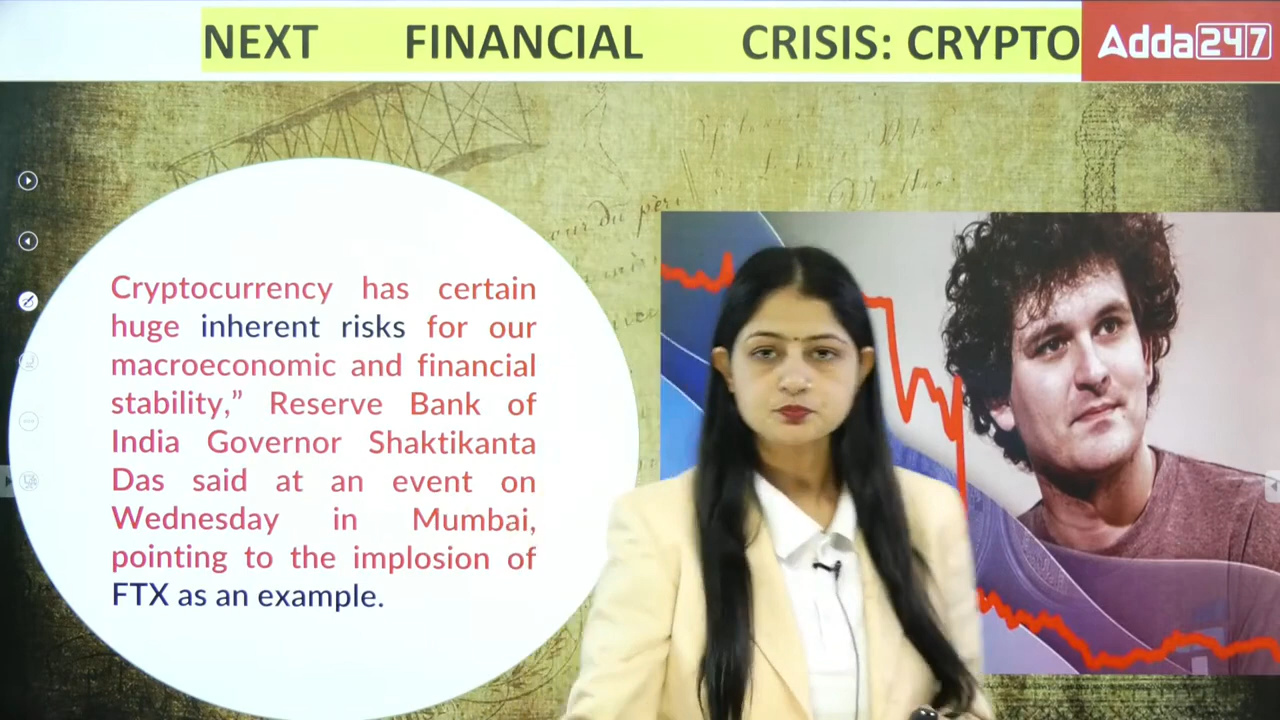 NEXT FINANCIAL CRISIS: CRYPTO
Adda247
Cryptocurrency has certain
huge inherent risks for our
macroeconomic and financial
stability,” Reserve Bank of
India Governor Shaktikanta
Das said at an event on
Wednesday in Mumbai,
pointing to the implosion of
FTX as an example.